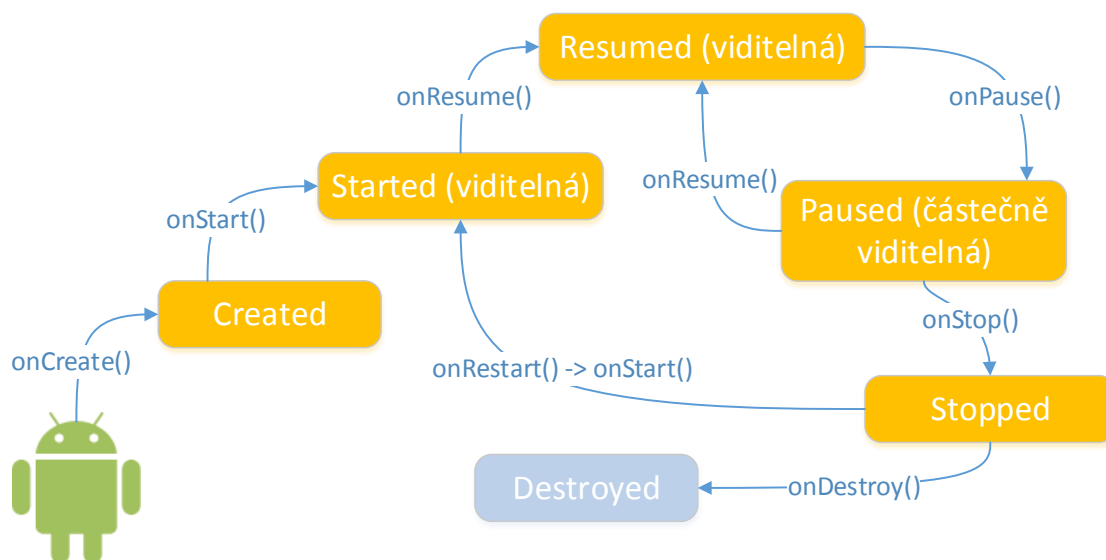 Resumed (viditelná)
onResume()
onPause()
Started (viditelná)
onResume()
Paused (částečně
viditelná)
onStart()
Created
onStop()
onCreate()
onRestart() -> onStart()
Stopped
Destroyed
onDestroy()